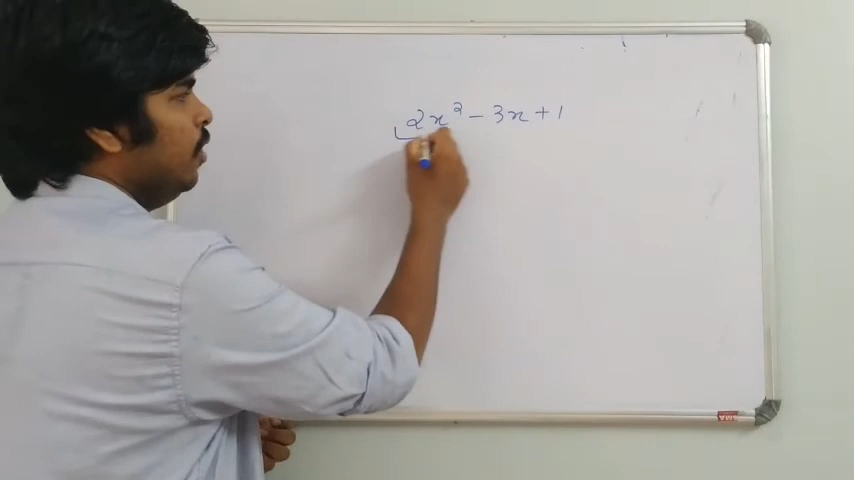 2x² - 3x + 1